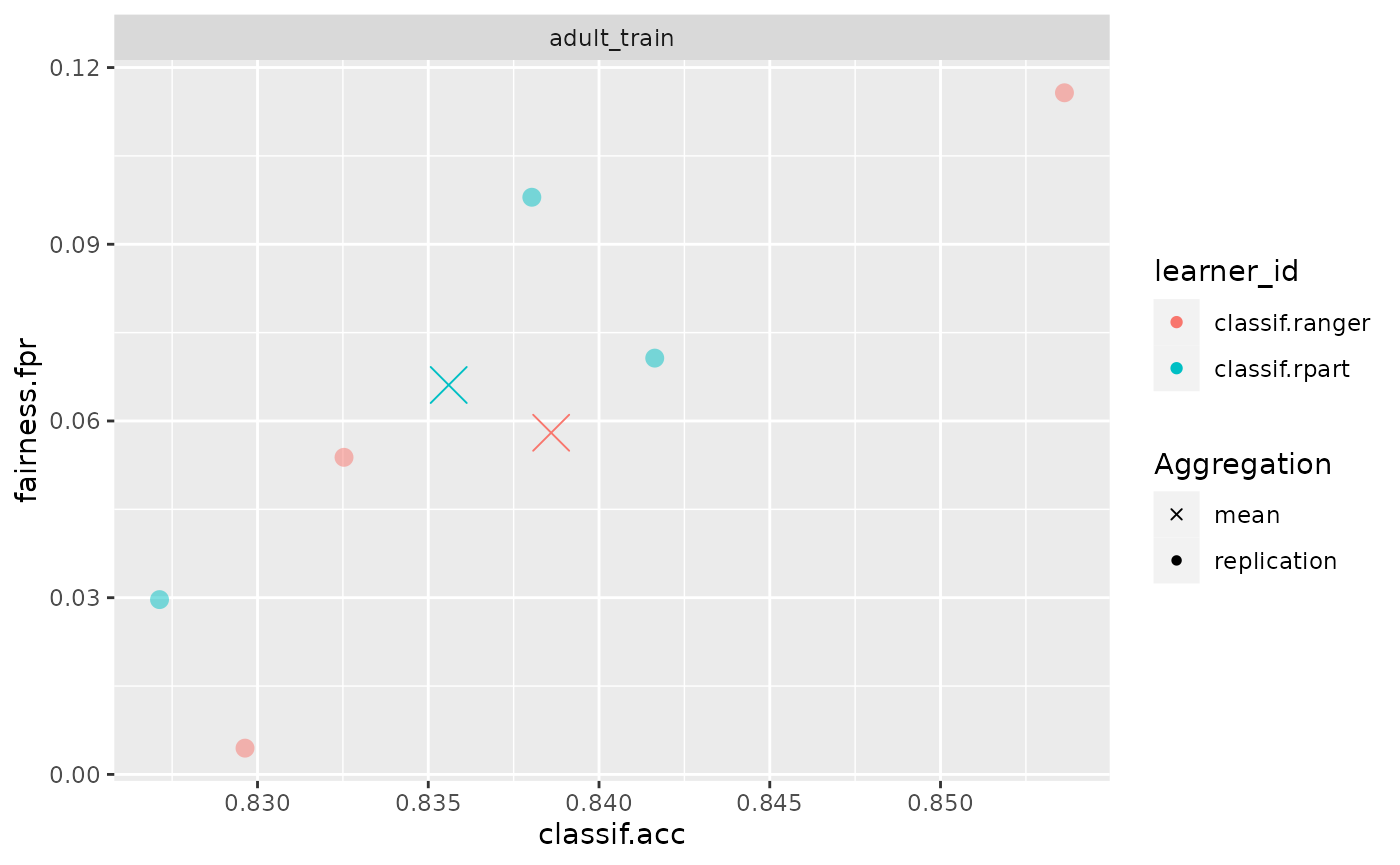 adult_train
0.12
0.09
0.06
0.03
0.00
fairness.fpr
0.830 0.835 0.840 0.845 0.850
classif.acc
learner_id
classif.ranger
classif.rpart
Aggregation
mean
replication